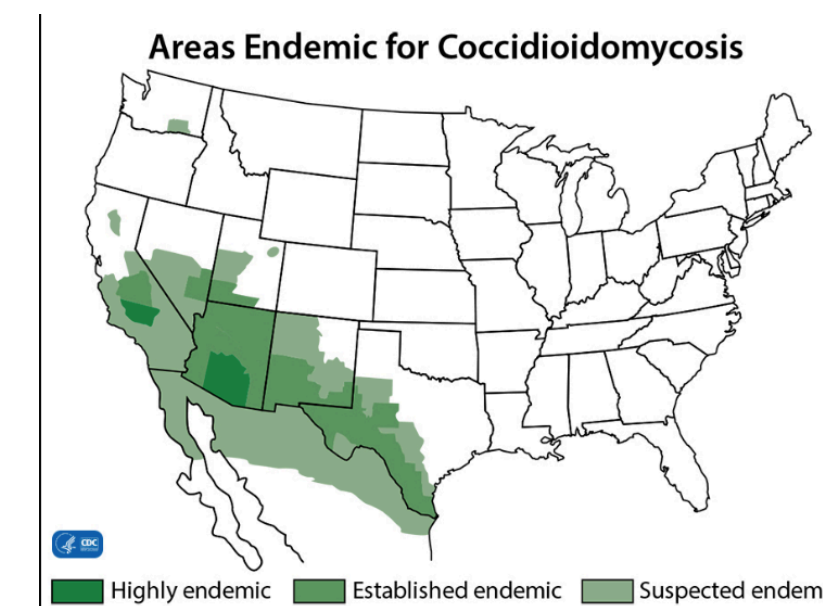 Areas Endemic for Coccidioidomycosis
CDC
Highly endemic
Established endemic
Suspected endem